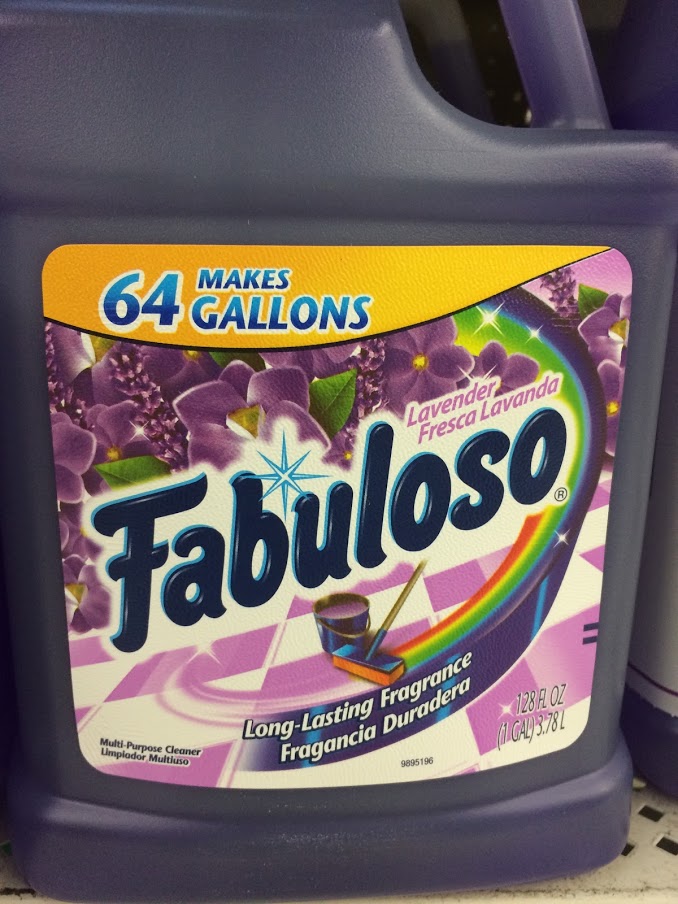 64 MAKES
GALLONS
Lavender
Fresca Lavanda
Fabuloso®
Long-Lasting Fragrance
Fragancia Duradera
128 FL OZ
(1 GAL) 3.78 L
Multi-Purpose Cleaner
Limpiador Multiuso
9895196